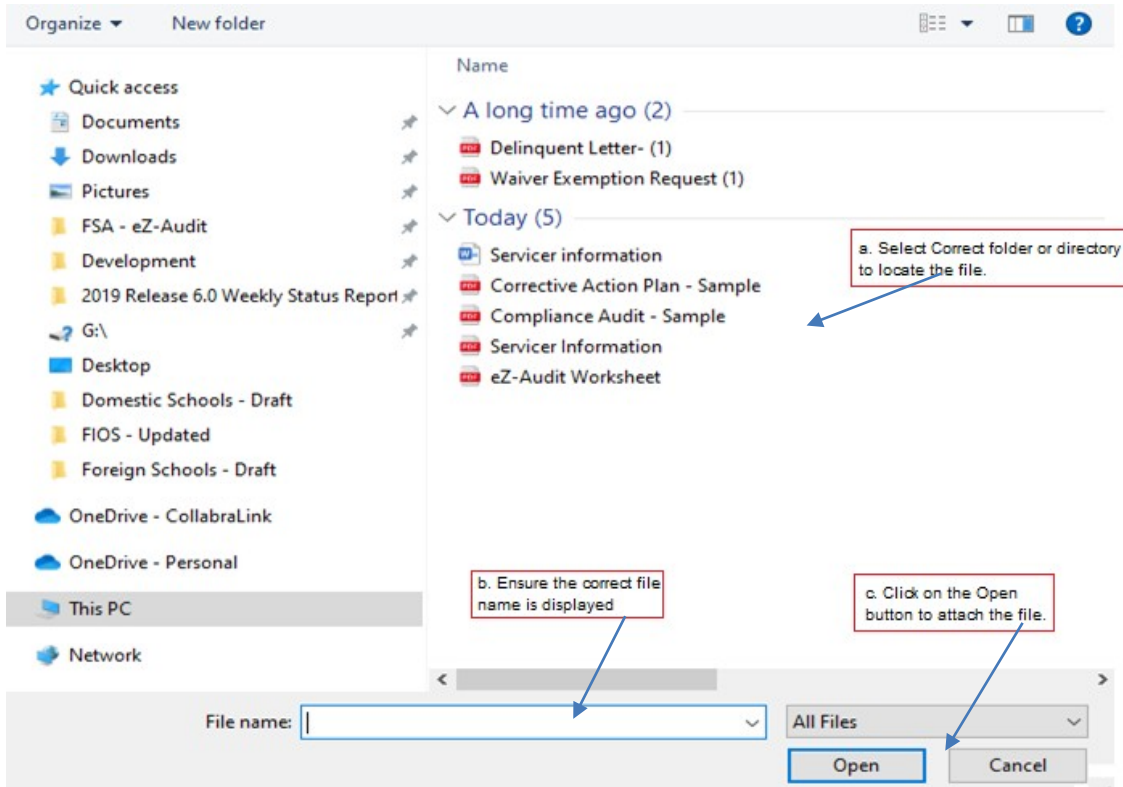 Organize New folder
Quick access
Documents
Downloads
Pictures
FSA - eZ-Audit
Development
2019 Release 6.0 Weekly Status Report
G:\
Desktop
Domestic Schools - Draft
FIOS - Updated
Foreign Schools - Draft
OneDrive - CollabraLink
OneDrive - Personal
This PC
Network
Name
A long time ago (2)
Delinquent Letter- (1)
Waiver Exemption Request (1)
Today (5)
Servicer information
Corrective Action Plan - Sample
Compliance Audit - Sample
Servicer Information
eZ-Audit Worksheet
a. Select Correct folder or directory
to locate the file.
b. Ensure the correct file
name is displayed
c. Click on the Open
button to attach the file.
File name:
All Files
Open Cancel